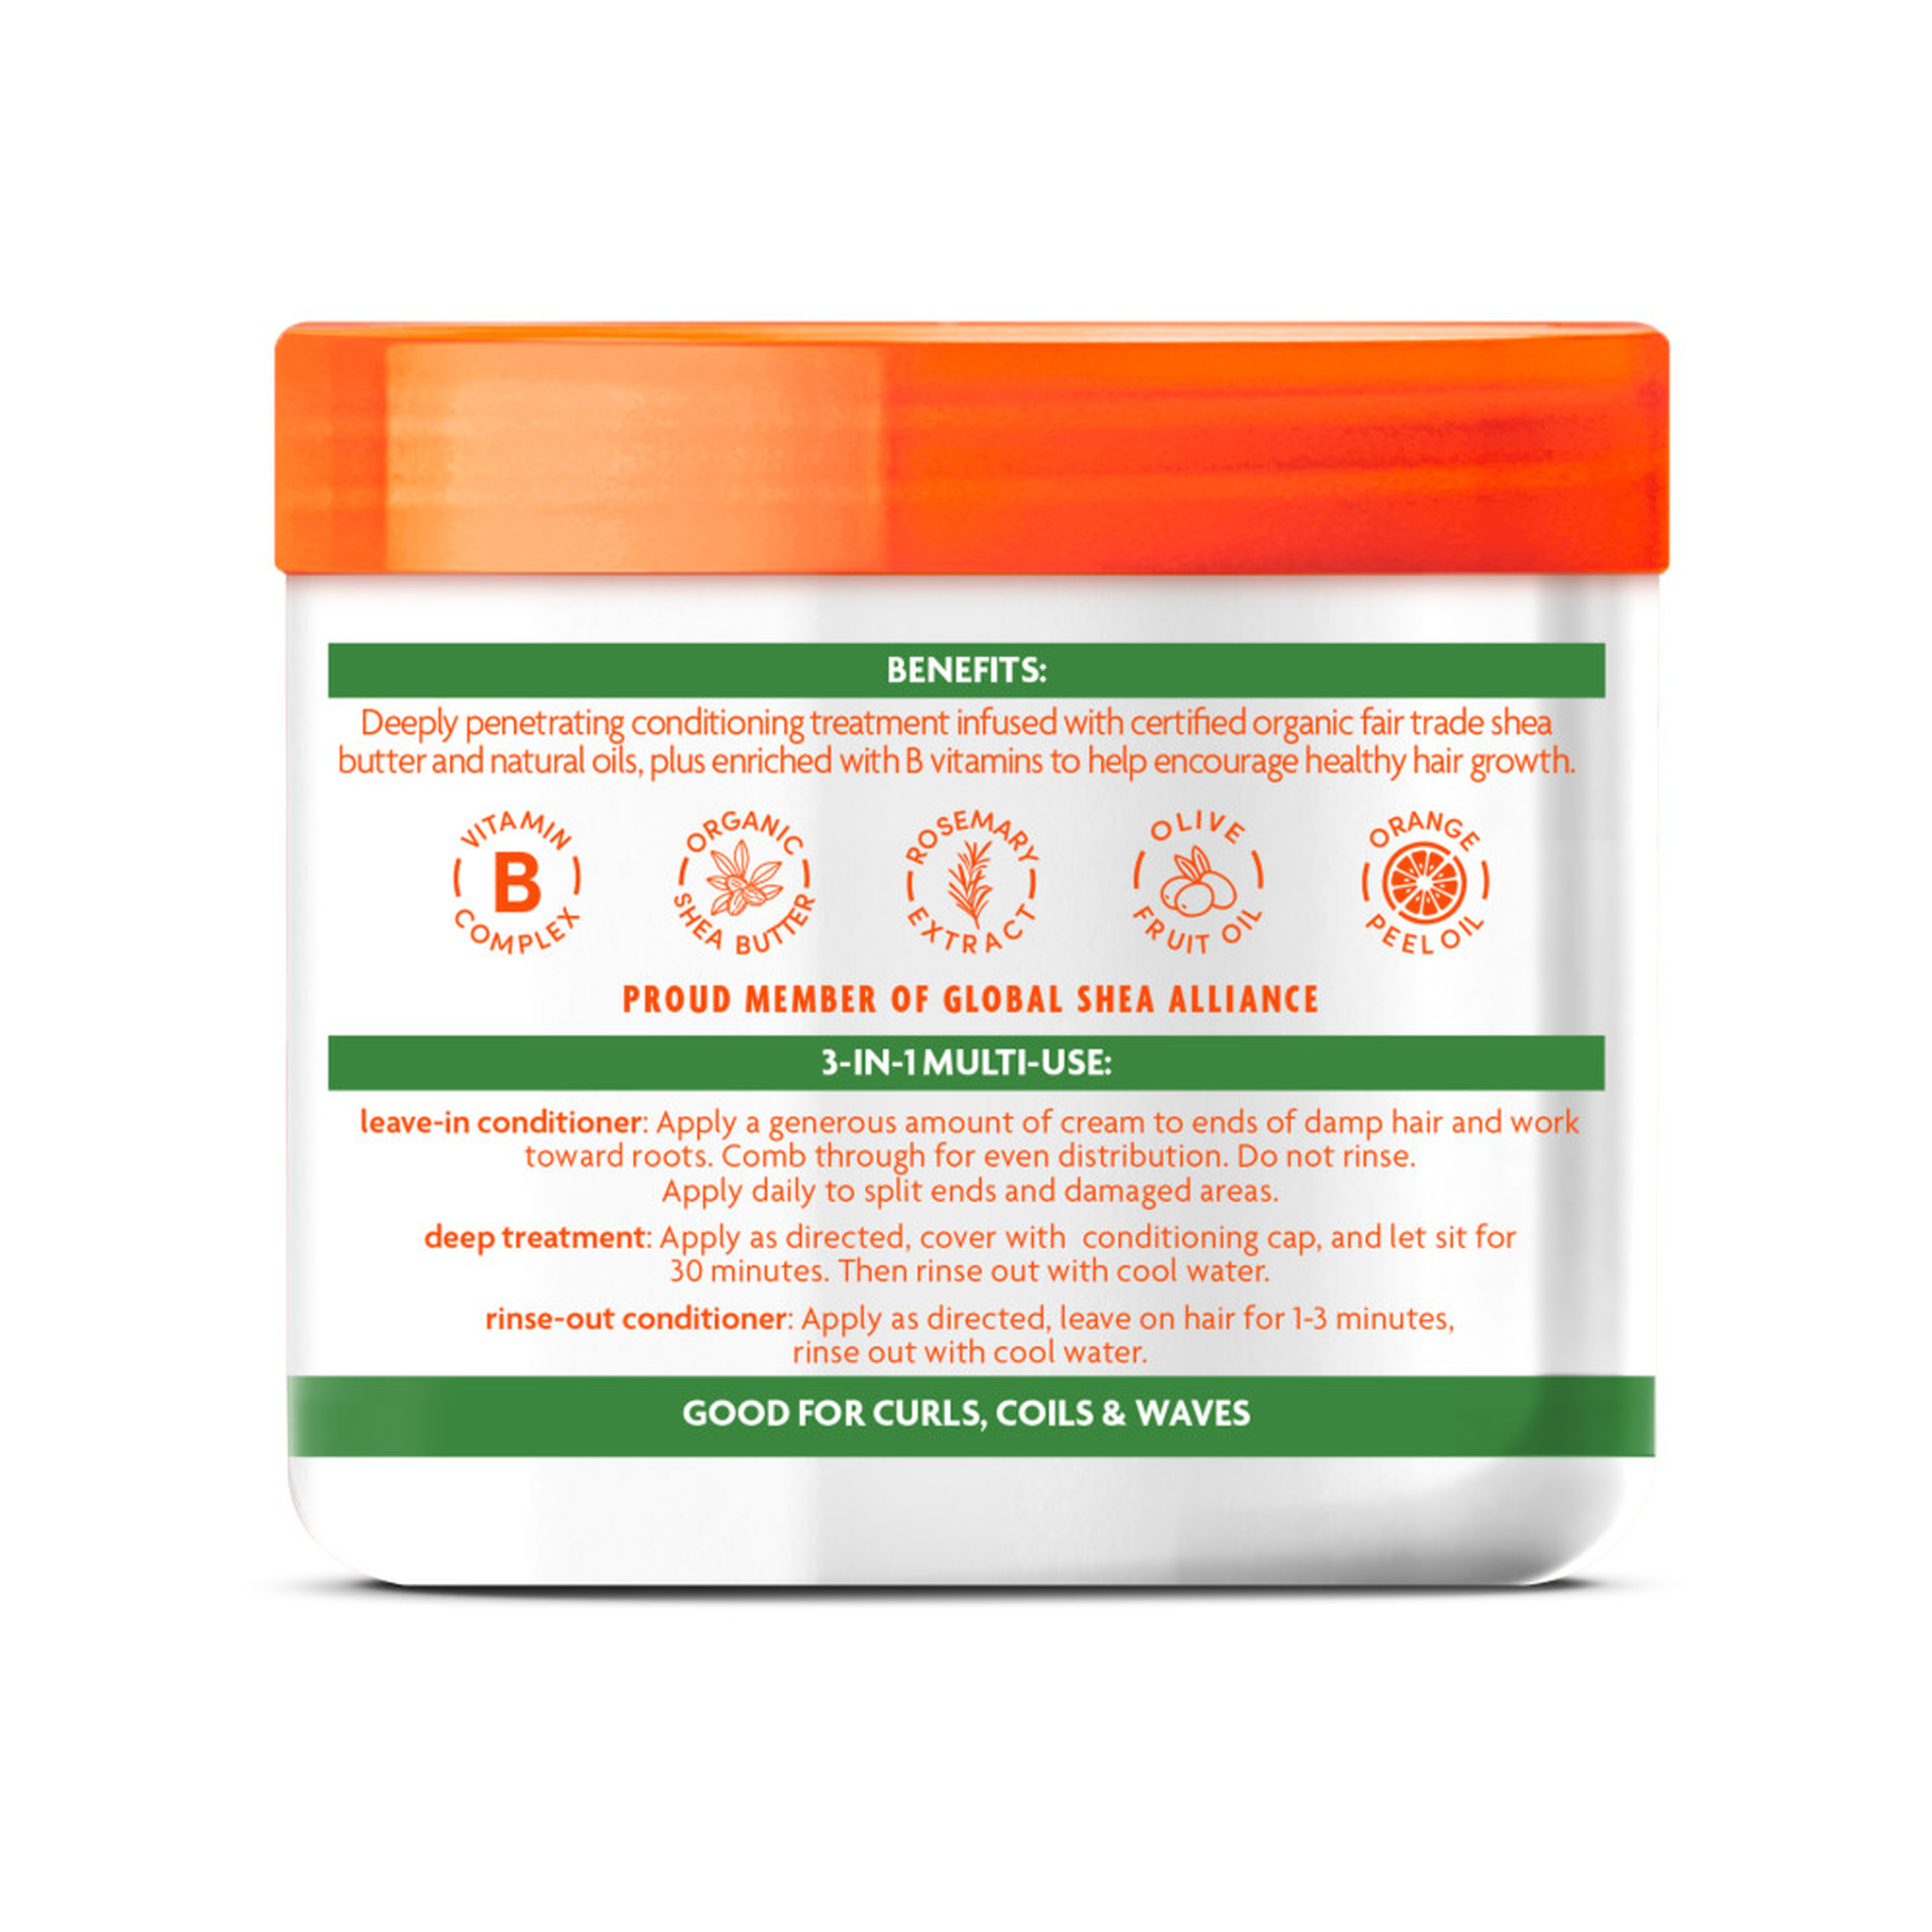 BENEFITS:
Deeply penetrating conditioning treatment infused with certified organic fair trade shea
butter and natural oils, plus enriched with B vitamins to help encourage healthy hair growth.
VITAMIN
B
COMPLEX
ORGANIC
SHEA BUTTER
ROSEMARY
EXTRACT
OLIVE
FRUIT OIL
ORANGE
PEEL OIL
PROUD MEMBER OF GLOBAL SHEA ALLIANCE
3-IN-1 MULTI-USE:
leave-in conditioner: Apply a generous amount of cream to ends of damp hair and work
toward roots. Comb through for even distribution. Do not rinse.
Apply daily to split ends and damaged areas.
deep treatment: Apply as directed, cover with conditioning cap, and let sit for
30 minutes. Then rinse out with cool water.
rinse-out conditioner: Apply as directed, leave on hair for 1-3 minutes,
rinse out with cool water.
GOOD FOR CURLS, COILS & WAVES